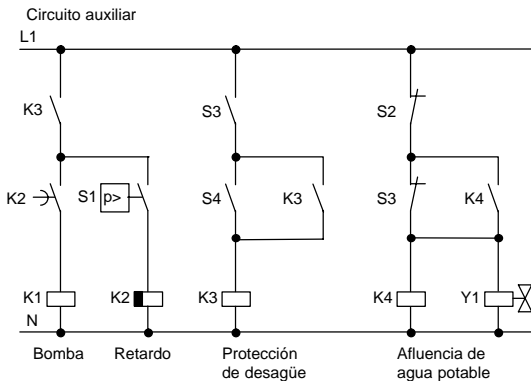 Circuito auxiliar
L1
K3 S3 S2
K2 S1 p> S4 K3 S3 K4
K1 K2 K3 K4 Y1
N
Bomba Retardo Protección Afluencia de
de desagüe agua potable